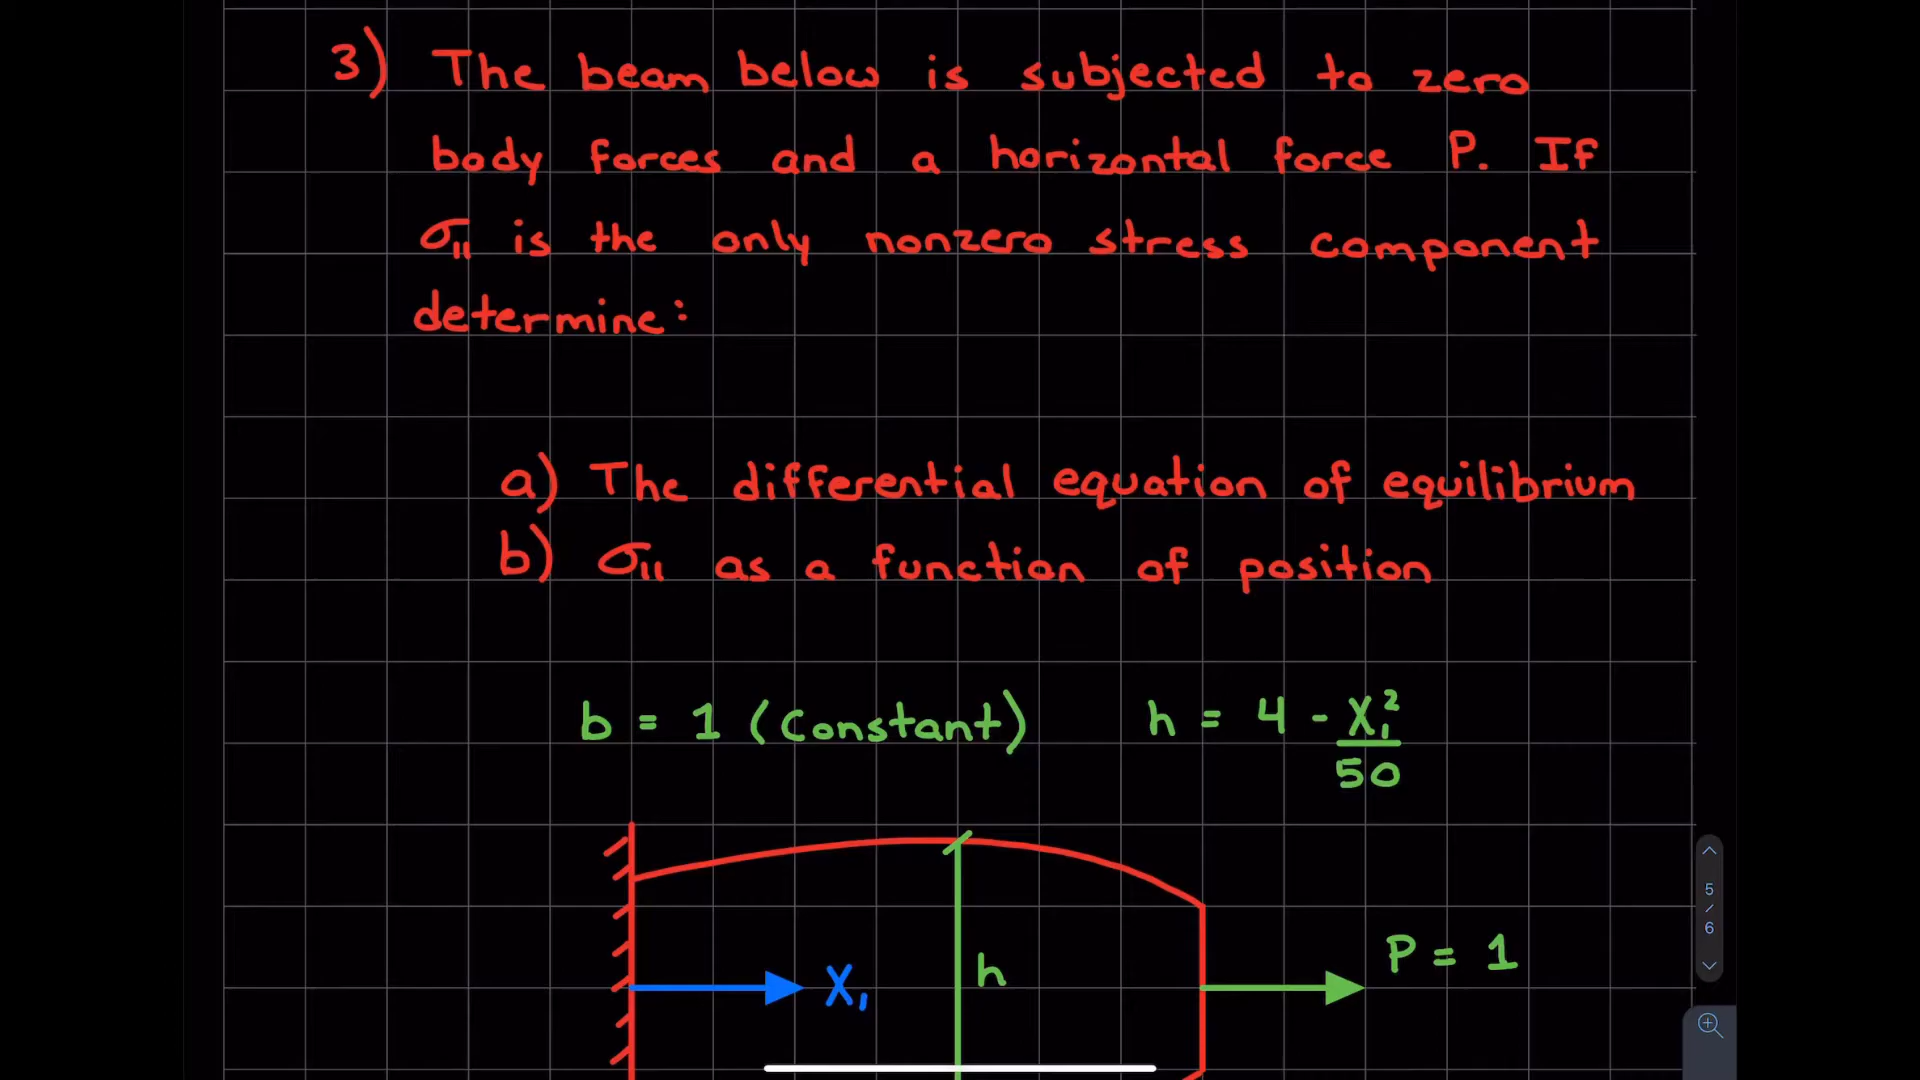 3) The beam below is subjected to zero
body forces and a horizontal force P. If
σ₁₁ is the only nonzero stress component
determine:
a) The differential equation of equilibrium
b) σ₁₁ as a function of position
b = 1 (Constant) h = 4 - X₁²/50
P = 1
h
X₁
5
/
6